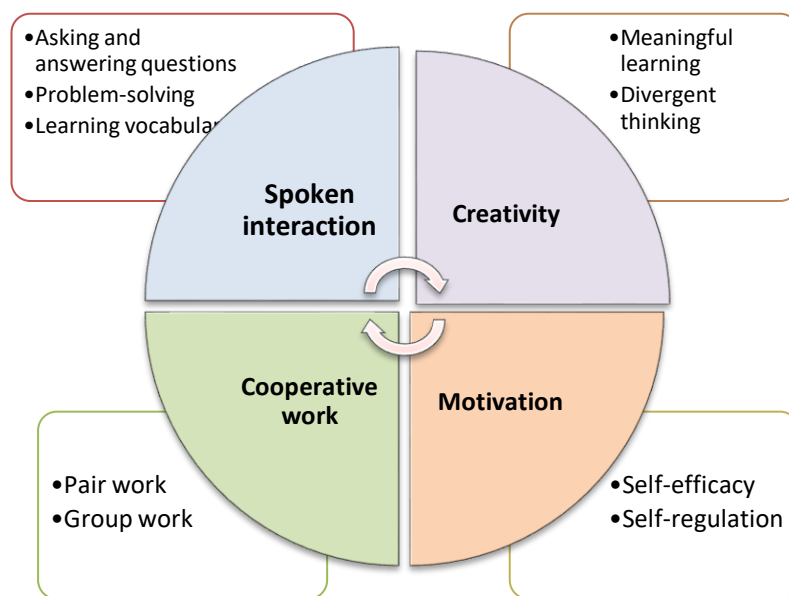 •Asking and
answering questions
•Problem-solving
•Learning vocabular
•Meaningful
learning
•Divergent
thinking
Spoken
interaction
Creativity
Cooperative
work
Motivation
•Pair work
•Group work
•Self-efficacy
•Self-regulation